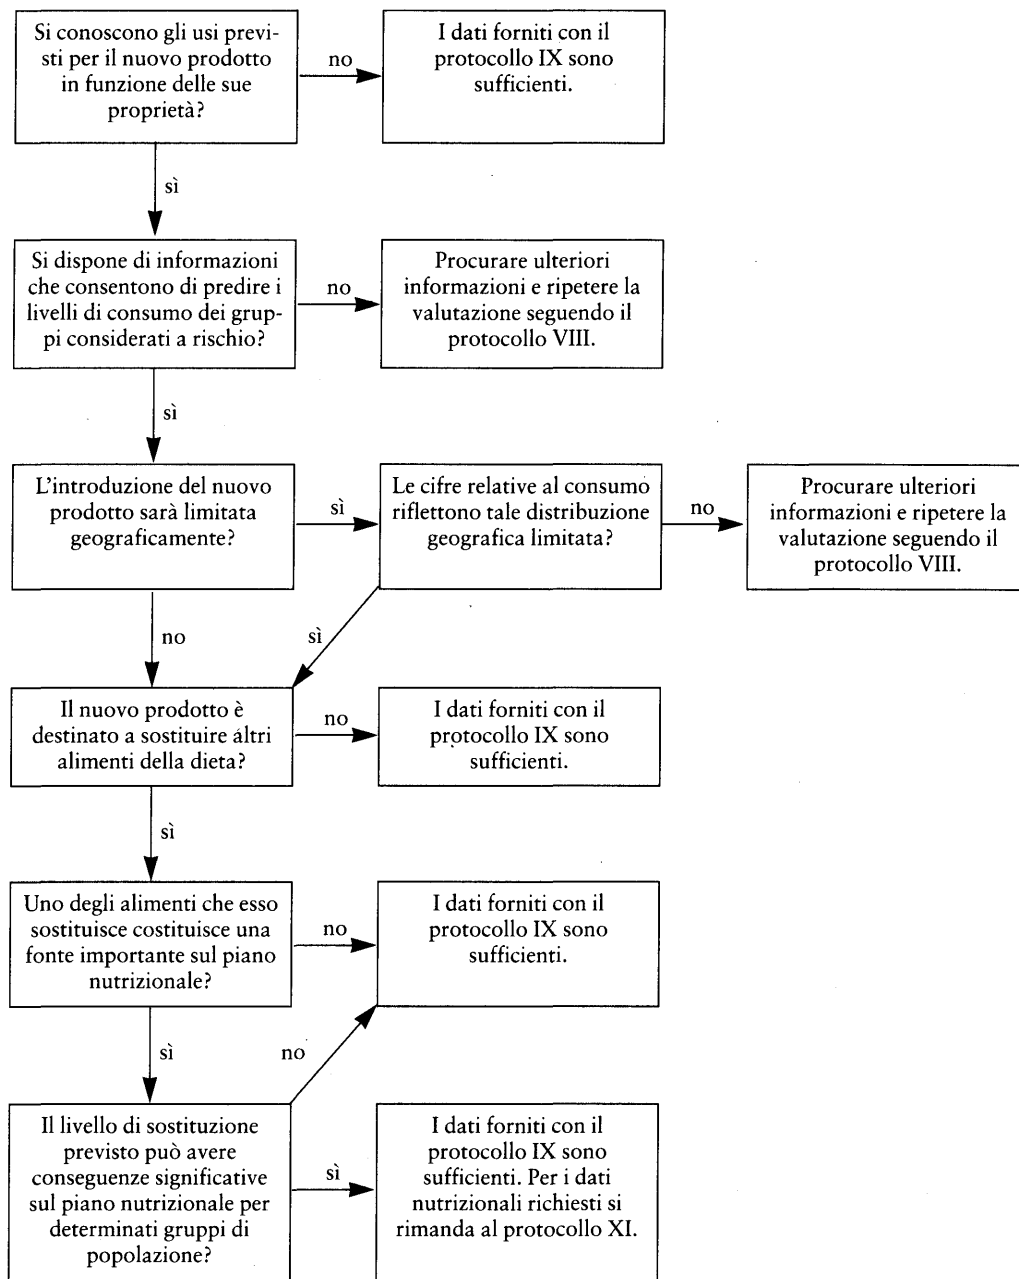 Si conoscono gli usi previ-
sti per il nuovo prodotto
in funzione delle sue
proprietà?
no
I dati forniti con il
protocollo IX sono
sufficienti.
sì
Si dispone di informazioni
che consentono di predire i
livelli di consumo dei grup-
pi considerati a rischio?
no
Procurare ulteriori
informazioni e ripetere la
valutazione seguendo il
protocollo VIII.
sì
L'introduzione del nuovo
prodotto sarà limitata
geograficamente?
sì
Le cifre relative al consumo
riflettono tale distribuzione
geografica limitata?
no
Procurare ulteriori
informazioni e ripetere la
valutazione seguendo il
protocollo VIII.
no
sì
Il nuovo prodotto è
destinato a sostituire altri
alimenti della dieta?
no
I dati forniti con il
protocollo IX sono
sufficienti.
sì
Uno degli alimenti che esso
sostituisce costituisce una
fonte importante sul piano
nutrizionale?
no
I dati forniti con il
protocollo IX sono
sufficienti.
sì
no
Il livello di sostituzione
previsto può avere
conseguenze significative
sul piano nutrizionale per
determinati gruppi di
popolazione?
sì
I dati forniti con il
protocollo IX sono
sufficienti. Per i dati
nutrizionali richiesti si
rimanda al protocollo XI.